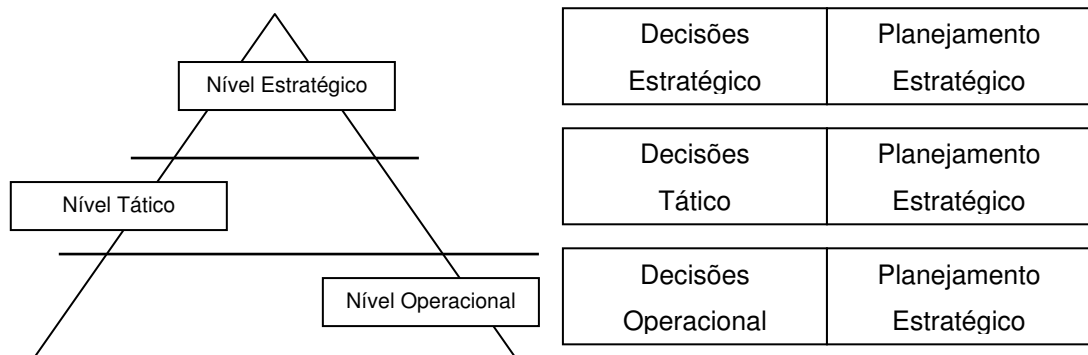 Nível Estratégico
Nível Tático
Nível Operacional
Decisões
Estratégico
Planejamento
Estratégico
Decisões
Tático
Planejamento
Estratégico
Decisões
Operacional
Planejamento
Estratégico